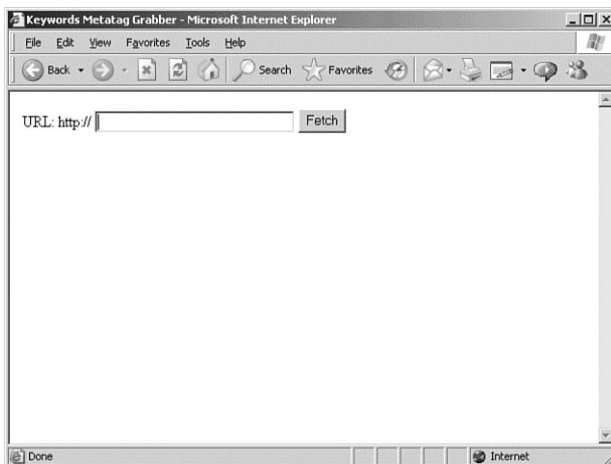 Keywords Metatag Grabber - Microsoft Internet Explorer
File Edit View Favorites Tools Help
Back Search Favorites
URL: http:// Fetch
Done Internet